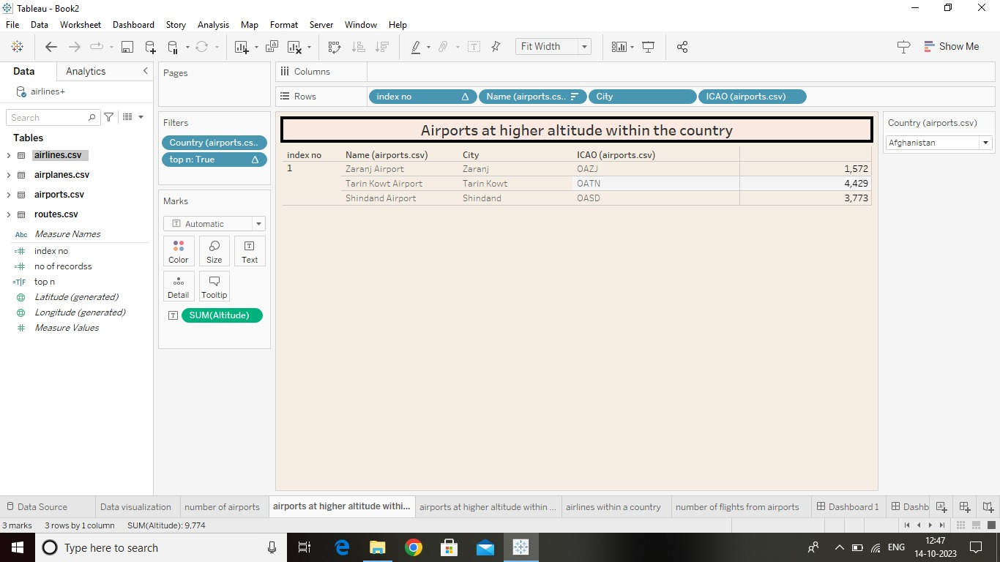 Tableau - Book2
File Data Worksheet Dashboard Story Analysis Map Format Server Window Help
Fit Width
Show Me
Data Analytics
airlines+
Search
Tables
airlines.csv
airplanes.csv
airports.csv
routes.csv
Abc Measure Names
index no
no of recordss
T|F top n
Latitude (generated)
Longitude (generated)
Measure Values
Pages
Filters
Country (airports.cs..
top n: True
Marks
Automatic
Color Size Text
Detail Tooltip
SUM(Altitude)
Columns
Rows index no Name (airports.cs.. City ICAO (airports.csv)
Airports at higher altitude within the country
index no Name (airports.csv) City ICAO (airports.csv)
1 Zaranj Airport Zaranj OAZJ 1,572
Tarin Kowt Airport Tarin Kowt OATN 4,429
Shindand Airport Shindand OASD 3,773
Country (airports.csv)
Afghanistan
Data Source Data visualization number of airports airports at higher altitude withi... airports at higher altitude within ... airlines within a country number of flights from airports Dashboard 1 Dashb
3 marks 3 rows by 1 column SUM(Altitude): 9,774
Type here to search
ENG
12:47
14-10-2023